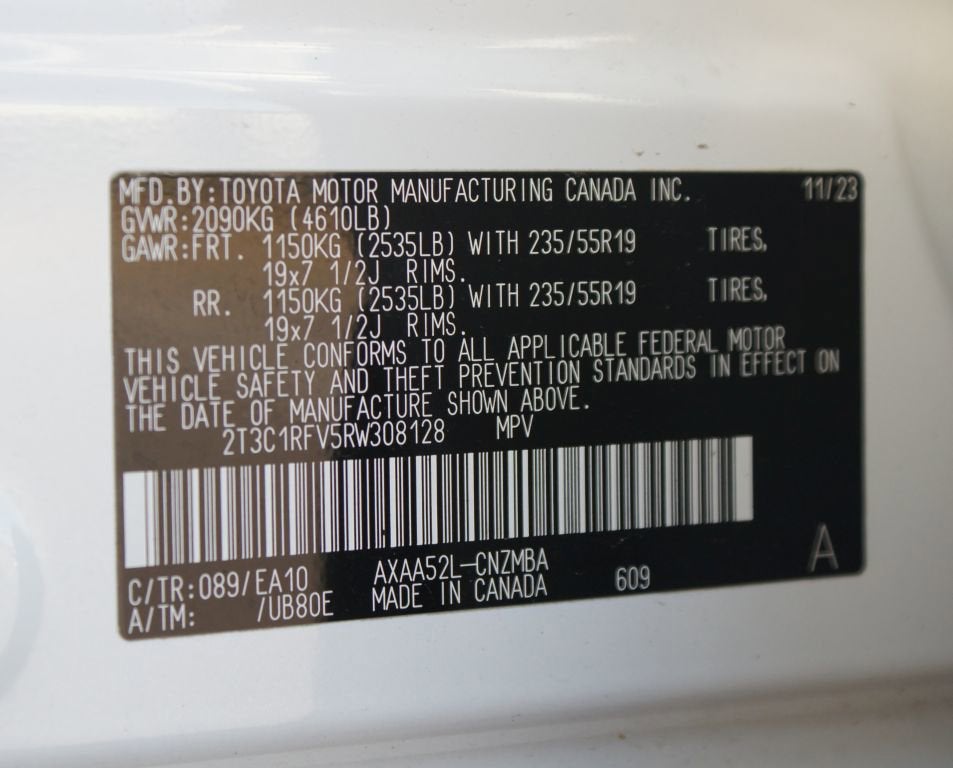 MFD.BY:TOYOTA MOTOR MANUFACTURING CANADA INC. 11/23
GVWR:2090KG (4610LB)
GAWR:FRT. 1150KG (2535LB) WITH 235/55R19 TIRES,
19x7 1/2J RIMS.
RR. 1150KG (2535LB) WITH 235/55R19 TIRES,
19x7 1/2J RIMS.
THIS VEHICLE CONFORMS TO ALL APPLICABLE FEDERAL MOTOR
VEHICLE SAFETY AND THEFT PREVENTION STANDARDS IN EFFECT ON
THE DATE OF MANUFACTURE SHOWN ABOVE.
2T3C1RFV5RW308128 MPV
C/TR:089/EA10 AXAA52L-CNZMBA 609 A
A/TM: /UB80E MADE IN CANADA